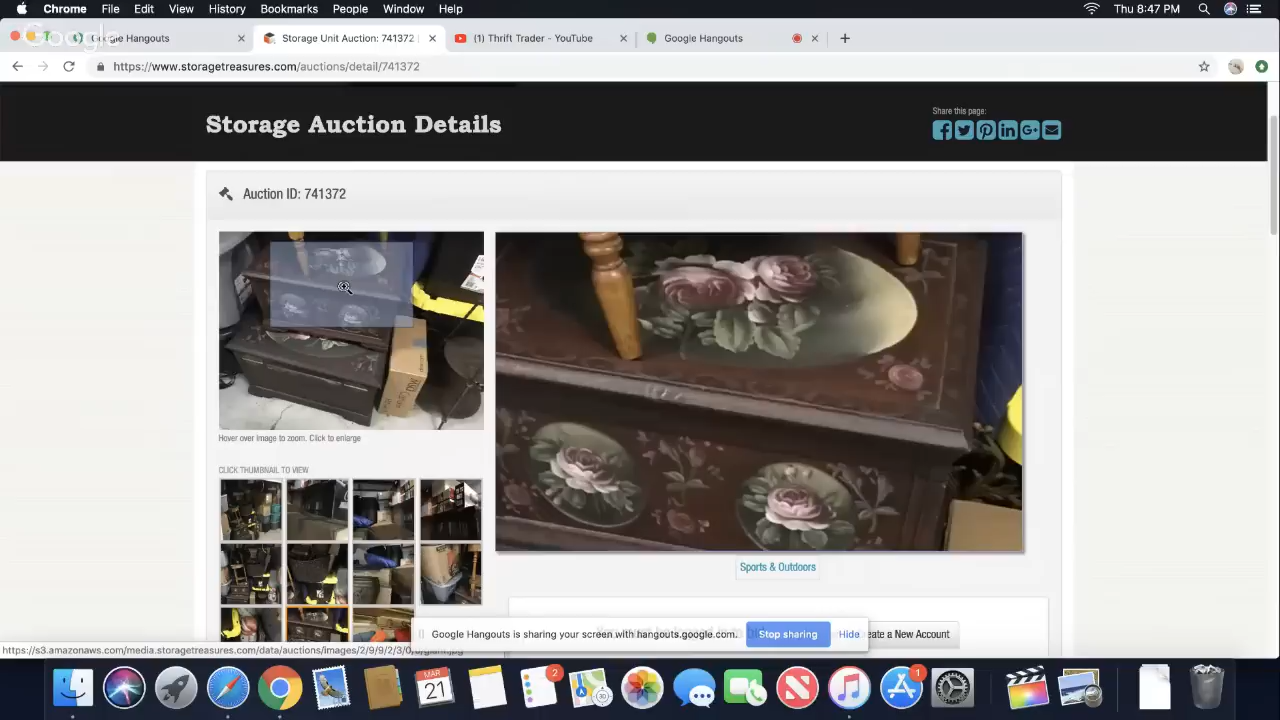 Chrome File Edit View History Bookmarks People Window Help Thu 8:47 PM
Google
Google Hangouts Storage Unit Auction: 741372 (1) Thrift Trader - YouTube Google Hangouts
https://www.storagetreasures.com/auctions/detail/741372
Storage Auction Details
Share this page:
Auction ID: 741372
Hover over image to zoom. Click to enlarge
CLICK THUMBNAIL TO VIEW
Sports & Outdoors
Google Hangouts is sharing your screen with hangouts.google.com. Stop sharing Hide
eate a New Account
MAR
21
2
1